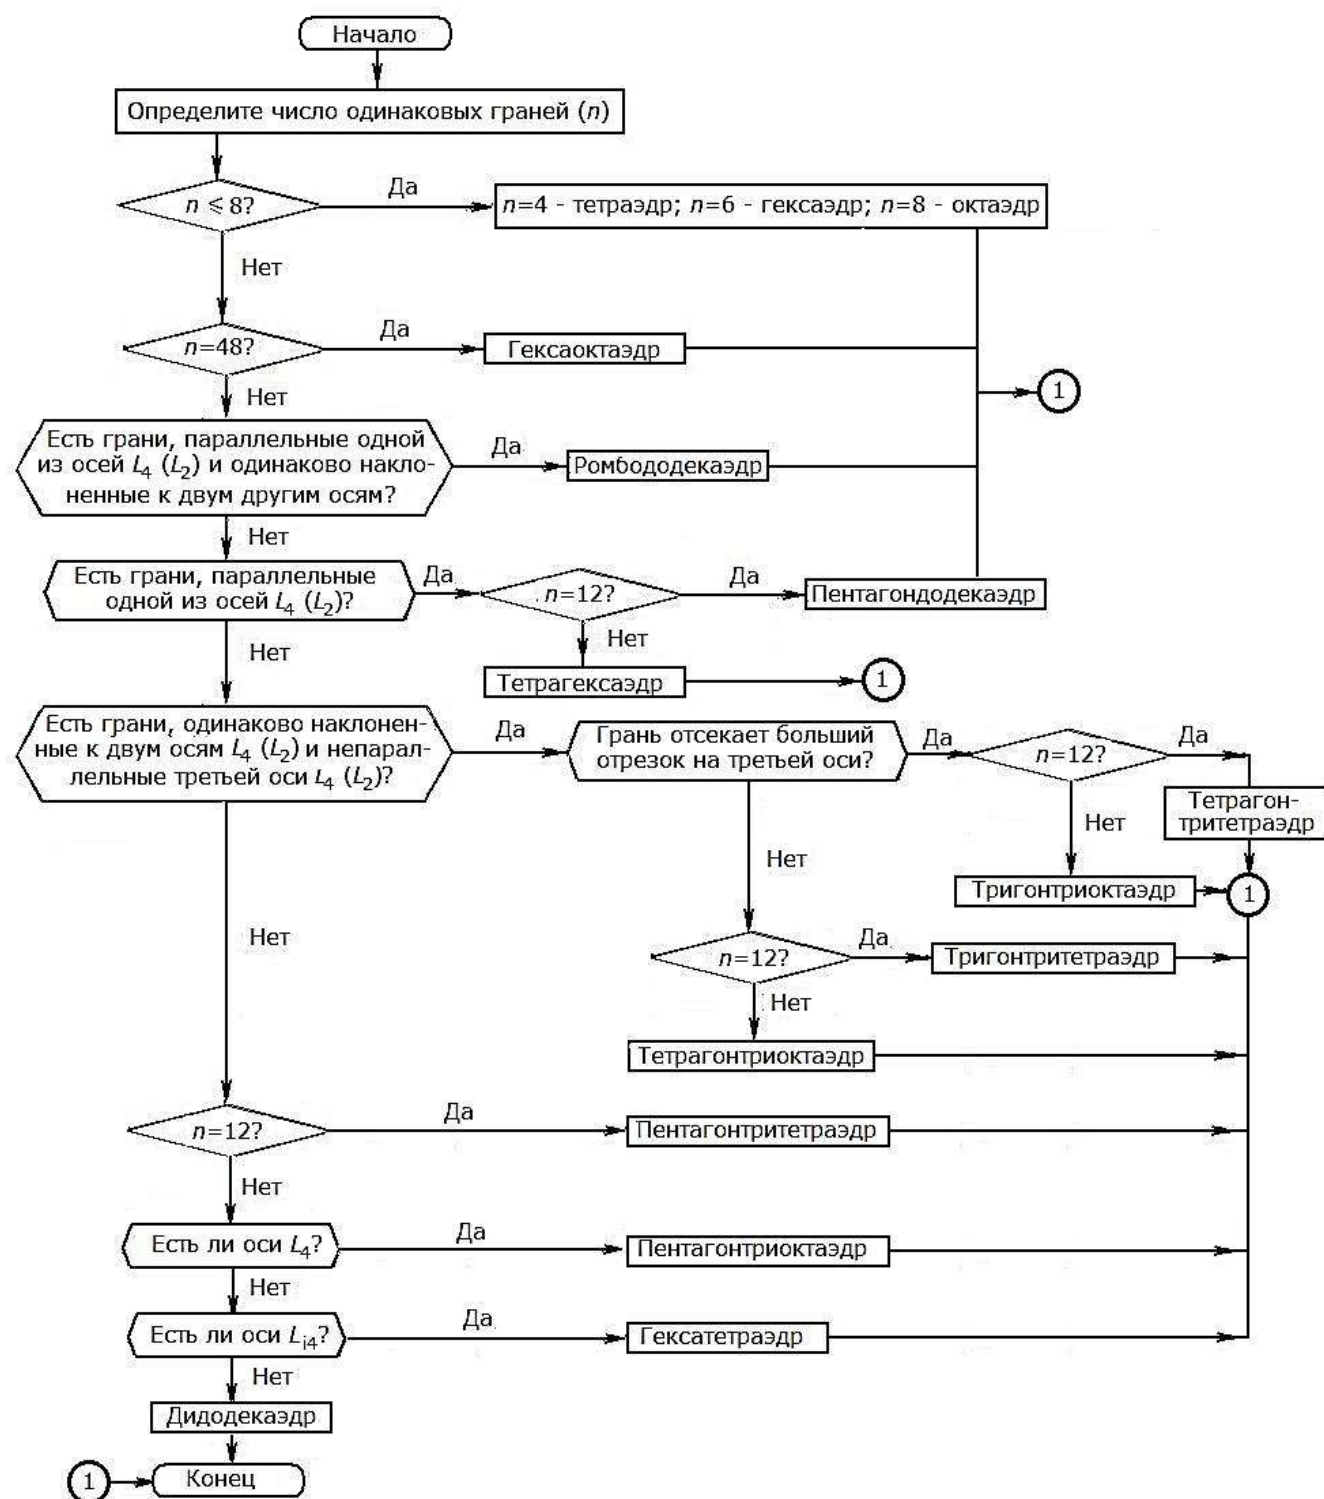 Начало
Определите число одинаковых граней (n)
n ⩽ 8?
Да
n=4 - тетраэдр; n=6 - гексаэдр; n=8 - октаэдр
Нет
n=48?
Да
Гексаоктаэдр
1
Нет
Есть грани, параллельные одной
из осей L4 (L2) и одинаково накло-
ненные к двум другим осям?
Да
Ромбододекаэдр
Нет
Есть грани, параллельные
одной из осей L4 (L2)?
Да
n=12?
Да
Пентагондодекаэдр
Нет
Тетрагексаэдр
1
Нет
Есть грани, одинаково наклонен-
ные к двум осям L4 (L2) и непарал-
лельные третьей оси L4 (L2)?
Да
Грань отсекает больший
отрезок на третьей оси?
Да
n=12?
Да
Тетрагон-
тритетраэдр
Нет
Тригонтриоктаэдр
1
Нет
n=12?
Да
Тригонтритетраэдр
Нет
Тетрагонтриоктаэдр
Нет
n=12?
Да
Пентагонтритетраэдр
Нет
Есть ли оси L4?
Да
Пентагонтриоктаэдр
Нет
Есть ли оси Li4?
Да
Гексатетраэдр
Нет
Дидодекаэдр
1
Конец